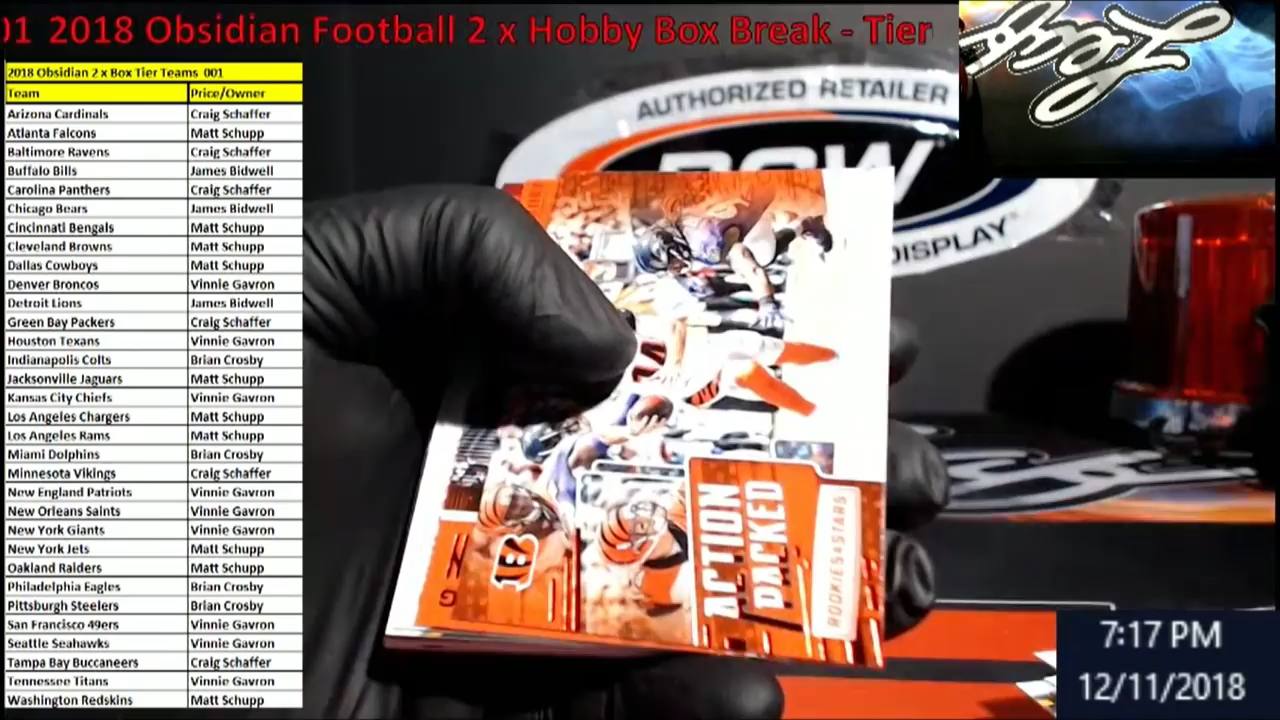 01 2018 Obsidian Football 2 x Hobby Box Break - Tier
2018 Obsidian 2 x Box Tier Teams 001
Team Price/Owner
Arizona Cardinals Craig Schaffer
Atlanta Falcons Matt Schupp
Baltimore Ravens Craig Schaffer
Buffalo Bills James Bidwell
Carolina Panthers Craig Schaffer
Chicago Bears James Bidwell
Cincinnati Bengals Matt Schupp
Cleveland Browns Matt Schupp
Dallas Cowboys Matt Schupp
Denver Broncos Vinnie Gavron
Detroit Lions James Bidwell
Green Bay Packers Craig Schaffer
Houston Texans Vinnie Gavron
Indianapolis Colts Brian Crosby
Jacksonville Jaguars Matt Schupp
Kansas City Chiefs Vinnie Gavron
Los Angeles Chargers Matt Schupp
Los Angeles Rams Matt Schupp
Miami Dolphins Brian Crosby
Minnesota Vikings Craig Schaffer
New England Patriots Vinnie Gavron
New Orleans Saints Vinnie Gavron
New York Giants Vinnie Gavron
New York Jets Matt Schupp
Oakland Raiders Matt Schupp
Philadelphia Eagles Brian Crosby
Pittsburgh Steelers Brian Crosby
San Francisco 49ers Vinnie Gavron
Seattle Seahawks Vinnie Gavron
Tampa Bay Buccaneers Craig Schaffer
Tennessee Titans Vinnie Gavron
Washington Redskins Matt Schupp
AUTHORIZED RETAILER
BCW
DISPLAY
ACTION
PACKED
ROOKIES & STARS
B
7:17 PM
12/11/2018